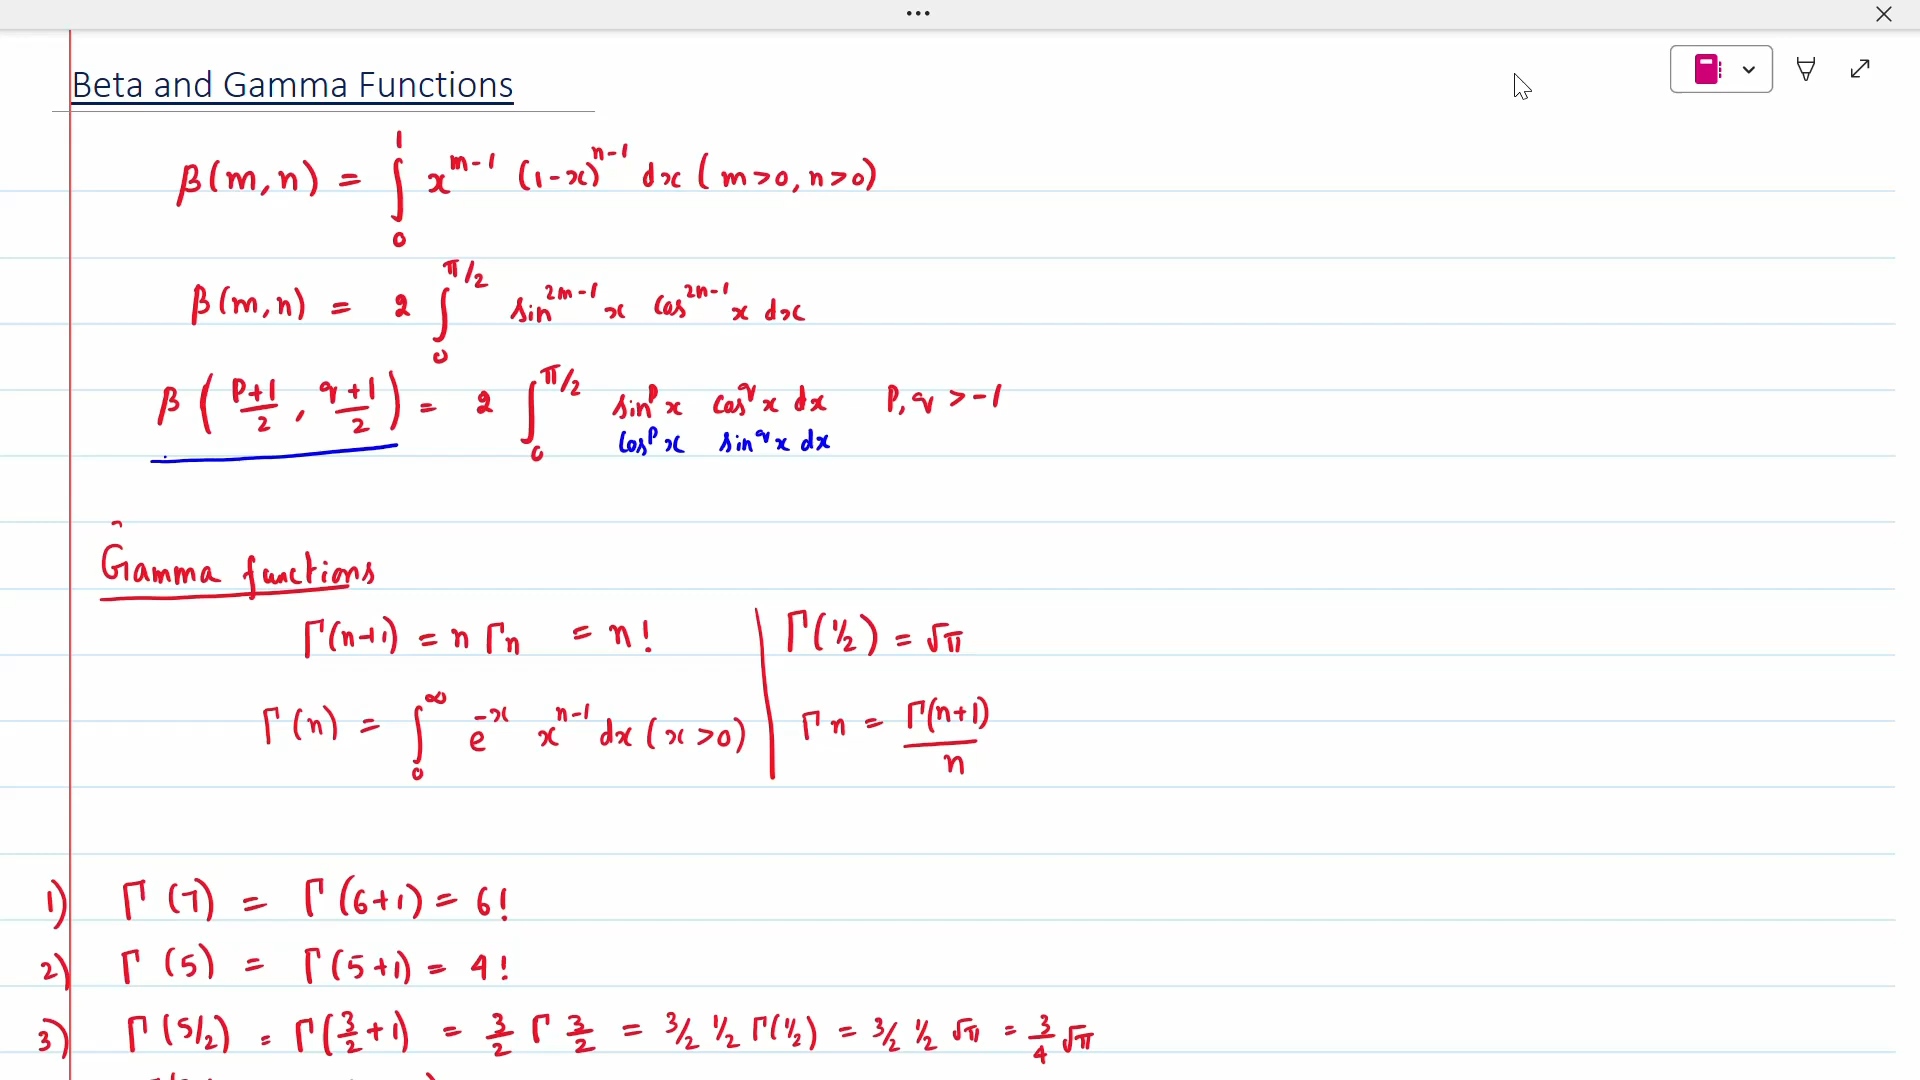 Beta and Gamma Functions
β(m,n) = ∫₀¹ x^(m-1) (1-x)^(n-1) dx (m>0, n>0)
β(m,n) = 2 ∫₀^(π/2) sin^(2m-1) x cos^(2n-1) x dx
β((p+1)/2, (q+1)/2) = 2 ∫₀^(π/2) sin^p x cos^q x dx p,q > -1
cos^p x sin^q x dx
Gamma functions
Γ(n+1) = n Γn = n!
Γ(n) = ∫₀^∞ e^(-x) x^(n-1) dx (x>0)
Γ(1/2) = √π
Γn = Γ(n+1)/n
1) Γ(7) = Γ(6+1) = 6!
2) Γ(5) = Γ(5+1) = 4!
3) Γ(5/2) = Γ(3/2+1) = 3/2 Γ 3/2 = 3/2 1/2 Γ(1/2) = 3/2 1/2 √π = 3/4 √π